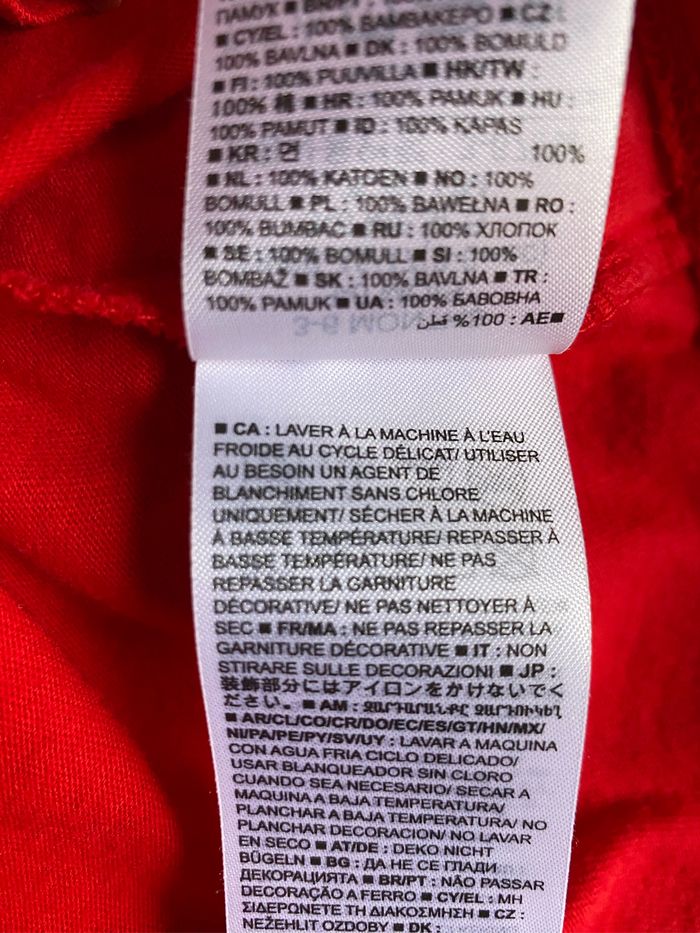 ПАМУК ■ BR/PT : 100%
■ CY/EL : 100% ΒΑΜΒΑΚΕΡΟ ■ CZ :
100% BAVLNA ■ DK : 100% BOMULD
■ FI : 100% PUUVILLA ■ HK/TW :
100% 棉 ■ HR : 100% PAMUK ■ HU :
100% PAMUT ■ ID : 100% KAPAS
■ KR : 면 100%
■ NL : 100% KATOEN ■ NO : 100%
BOMULL ■ PL : 100% BAWEŁNA ■ RO :
100% BUMBAC ■ RU : 100% ХЛОПОК
■ SE : 100% BOMULL ■ SI : 100%
BOMBAŽ ■ SK : 100% BAVLNA ■ TR :
100% PAMUK ■ UA : 100% БАВОВНА
■AE : 100% قطن
■ CA : LAVER À LA MACHINE À L'EAU
FROIDE AU CYCLE DÉLICAT/ UTILISER
AU BESOIN UN AGENT DE
BLANCHIMENT SANS CHLORE
UNIQUEMENT/ SÉCHER À LA MACHINE
À BASSE TEMPÉRATURE/ REPASSER À
BASSE TEMPÉRATURE/ NE PAS
REPASSER LA GARNITURE
DÉCORATIVE/ NE PAS NETTOYER À
SEC ■ FR/MA : NE PAS REPASSER LA
GARNITURE DÉCORATIVE ■ IT : NON
STIRARE SULLE DECORAZIONI ■ JP :
装飾部分にはアイロンをかけないでく
ださい。 ■ AM : ԶԱՐԴԱՐԱՆՔԸ ՉԱՐԴՈՒԿԵԼ
■ AR/CL/CO/CR/DO/EC/ES/GT/HN/MX/
NI/PA/PE/PY/SV/UY : LAVAR A MAQUINA
CON AGUA FRIA CICLO DELICADO/
USAR BLANQUEADOR SIN CLORO
CUANDO SEA NECESARIO/ SECAR A
MAQUINA A BAJA TEMPERATURA/
PLANCHAR A BAJA TEMPERATURA/ NO
PLANCHAR DECORACION/ NO LAVAR
EN SECO ■ AT/DE : DEKO NICHT
BÜGELN ■ BG : ДА НЕ СЕ ГЛАДИ
ДЕКОРАЦИЯТА ■ BR/PT : NÃO PASSAR
DECORAÇÃO A FERRO ■ CY/EL : ΜΗ
ΣΙΔΕΡΩΝΕΤΕ ΤΗ ΔΙΑΚΟΣΜΗΣΗ ■ CZ :
NEŽEHLIT OZDOBY ■ DK :